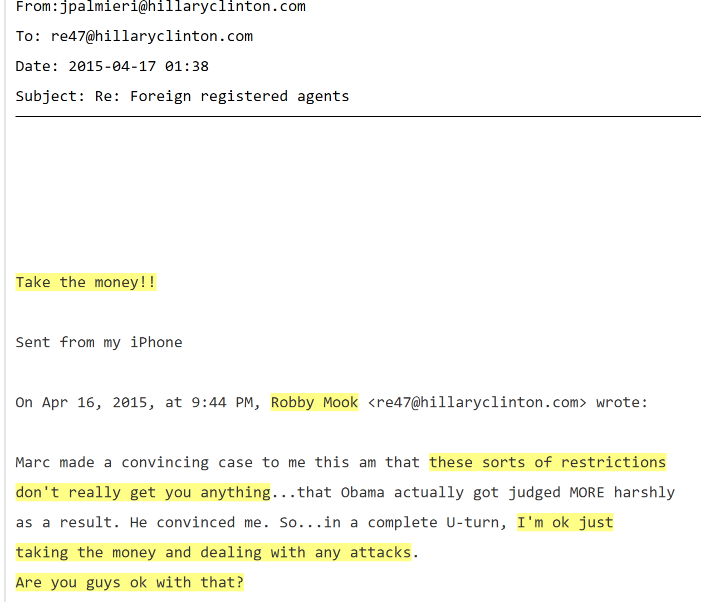 From:jpalmieri@hillaryclinton.com
To: re47@hillaryclinton.com
Date: 2015-04-17 01:38
Subject: Re: Foreign registered agents
Take the money!!
Sent from my iPhone
On Apr 16, 2015, at 9:44 PM, Robby Mook <re47@hillaryclinton.com> wrote:
Marc made a convincing case to me this am that these sorts of restrictions
don't really get you anything...that Obama actually got judged MORE harshly
as a result. He convinced me. So...in a complete U-turn, I'm ok just
taking the money and dealing with any attacks.
Are you guys ok with that?